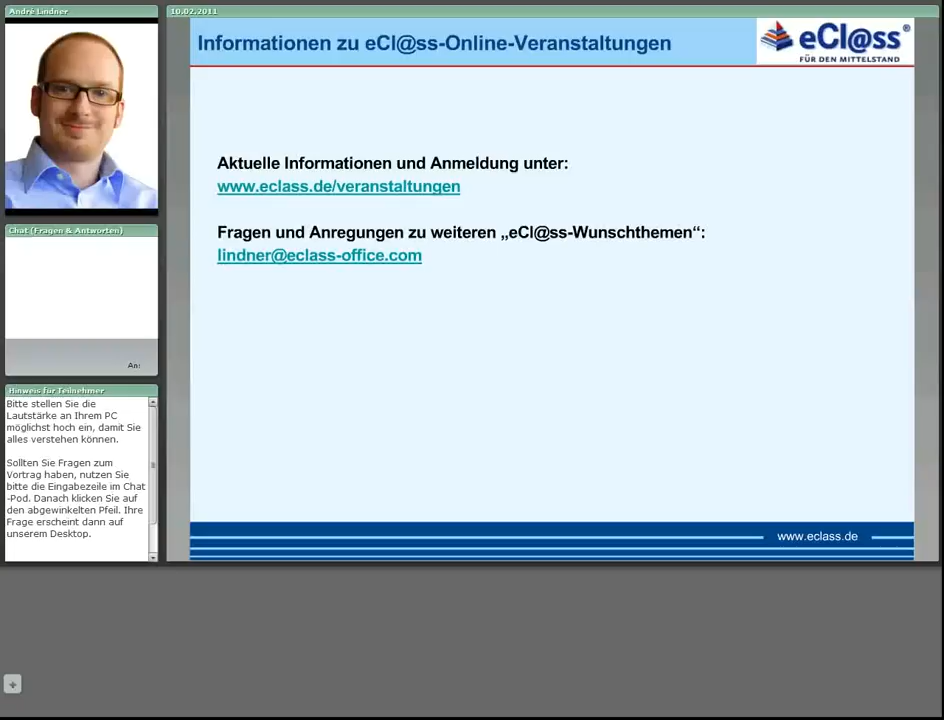 André Lindner
10.02.2011
Informationen zu eCl@ss-Online-Veranstaltungen
eCl@ss®
FÜR DEN MITTELSTAND
Aktuelle Informationen und Anmeldung unter:
www.eclass.de/veranstaltungen
Fragen und Anregungen zu weiteren „eCl@ss-Wunschthemen“:
lindner@eclass-office.com
www.eclass.de
Chat (Fragen & Antworten)
An:
Hinweis für Teilnehmer
Bitte stellen Sie die
Lautstärke an Ihrem PC
möglichst hoch ein, damit Sie
alles verstehen können.
Sollten Sie Fragen zum
Vortrag haben, nutzen Sie
bitte die Eingabezeile im Chat
-Pod. Danach klicken Sie auf
den abgewinkelten Pfeil. Ihre
Frage erscheint dann auf
unserem Desktop.